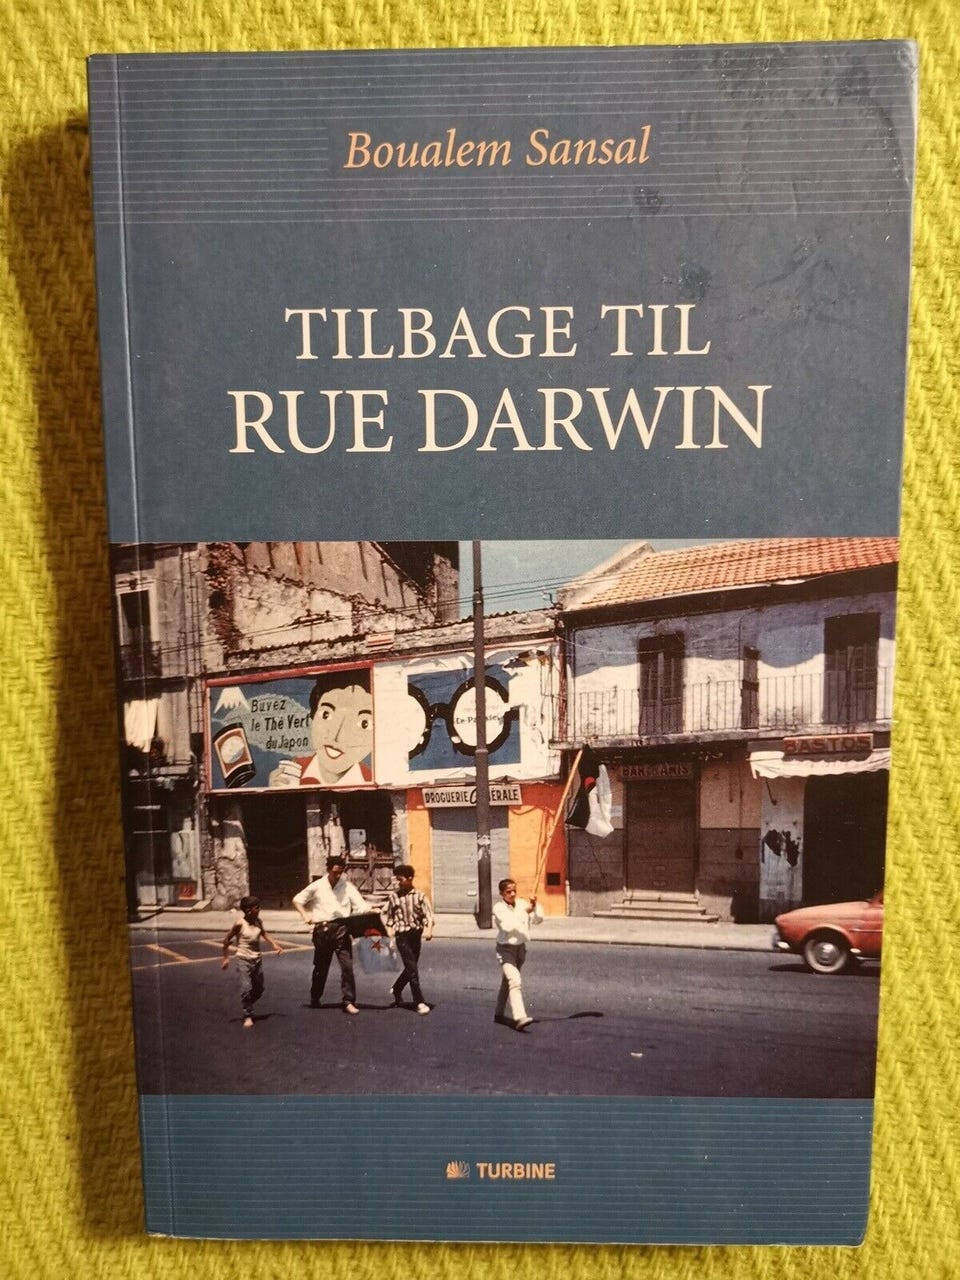 Boualem Sansal
TILBAGE TIL
RUE DARWIN
Buvez
le Thé Vert
du Japon
DROGUERIE GÉNÉRALE
BASTOS
TURBINE